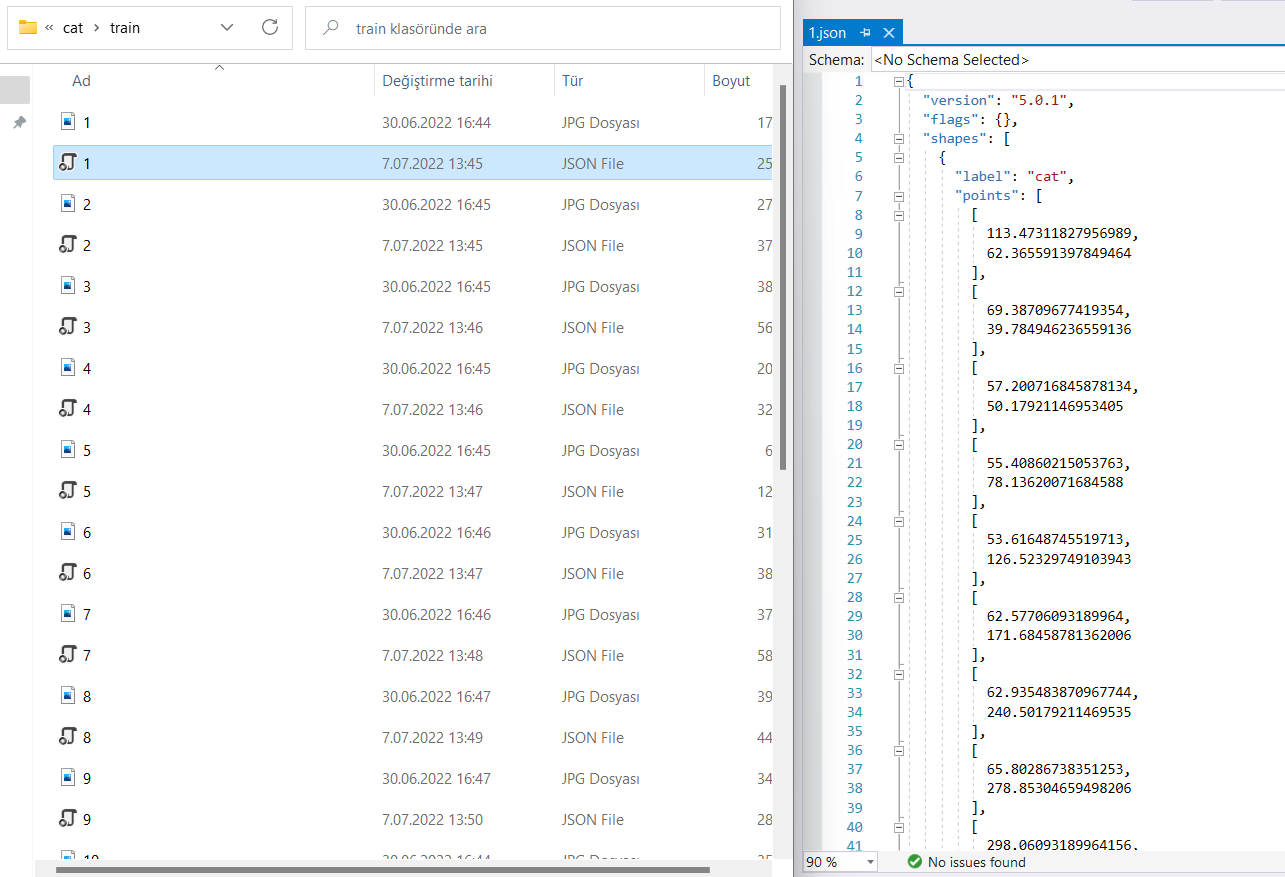 « cat › train
train klasöründe ara
Ad Değiştirme tarihi Tür Boyut
1 30.06.2022 16:44 JPG Dosyası 17
1 7.07.2022 13:45 JSON File 25
2 30.06.2022 16:45 JPG Dosyası 27
2 7.07.2022 13:45 JSON File 37
3 30.06.2022 16:45 JPG Dosyası 38
3 7.07.2022 13:46 JSON File 56
4 30.06.2022 16:45 JPG Dosyası 20
4 7.07.2022 13:46 JSON File 32
5 30.06.2022 16:45 JPG Dosyası 6
5 7.07.2022 13:47 JSON File 12
6 30.06.2022 16:46 JPG Dosyası 31
6 7.07.2022 13:47 JSON File 38
7 30.06.2022 16:46 JPG Dosyası 37
7 7.07.2022 13:48 JSON File 58
8 30.06.2022 16:47 JPG Dosyası 39
8 7.07.2022 13:49 JSON File 44
9 30.06.2022 16:47 JPG Dosyası 34
9 7.07.2022 13:50 JSON File 28
1.json
Schema: <No Schema Selected>
1 {
2 "version": "5.0.1",
3 "flags": {},
4 "shapes": [
5 {
6 "label": "cat",
7 "points": [
8 [
9 113.47311827956989,
10 62.365591397849464
11 ],
12 [
13 69.38709677419354,
14 39.784946236559136
15 ],
16 [
17 57.200716845878134,
18 50.17921146953405
19 ],
20 [
21 55.40860215053763,
22 78.13620071684588
23 ],
24 [
25 53.61648745519713,
26 126.52329749103943
27 ],
28 [
29 62.57706093189964,
30 171.68458781362006
31 ],
32 [
33 62.935483870967744,
34 240.50179211469535
35 ],
36 [
37 65.80286738351253,
38 278.85304659498206
39 ],
40 [
41 298.06093189964156,
90 % No issues found